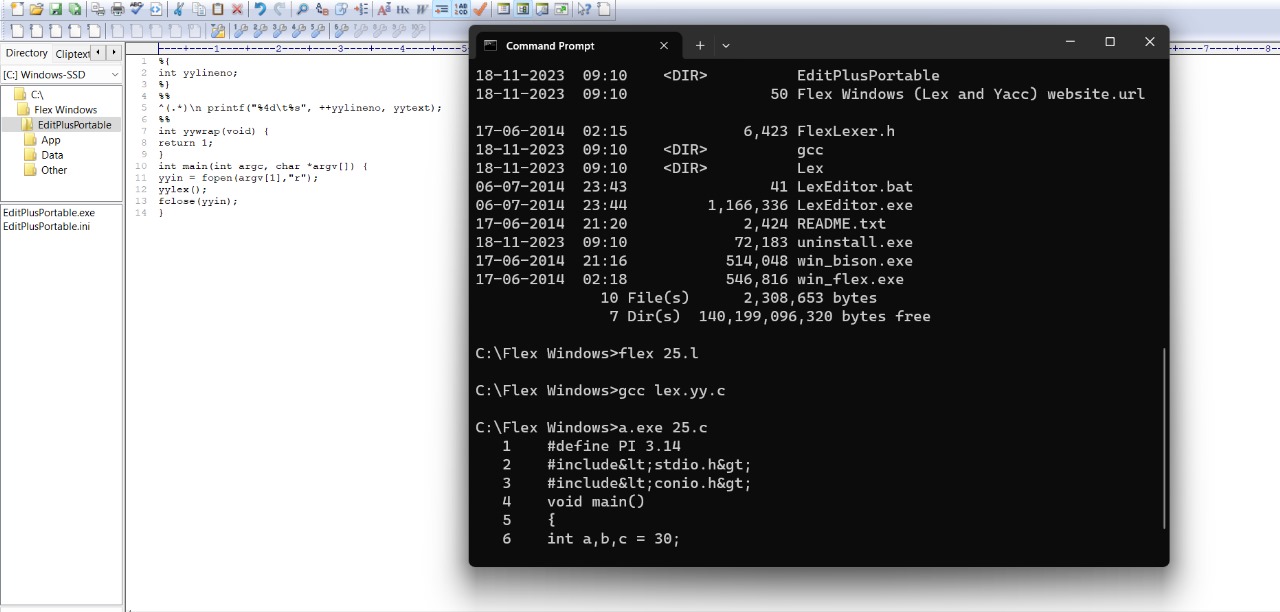 Directory Cliptext
[C:] Windows-SSD
C:\
Flex Windows
EditPlusPortable
App
Data
Other
EditPlusPortable.exe
EditPlusPortable.ini
----+----1----+----2----+----3----+----4----+----5
+----7----+----8--
1 %{
2 int yylineno;
3 %}
4 %%
5 ^(.*)\n printf("%4d\t%s", ++yylineno, yytext);
6 %%
7 int yywrap(void) {
8 return 1;
9 }
10 int main(int argc, char *argv[]) {
11 yyin = fopen(argv[1],"r");
12 yylex();
13 fclose(yyin);
14 }
Command Prompt
18-11-2023 09:10 <DIR> EditPlusPortable
18-11-2023 09:10 50 Flex Windows (Lex and Yacc) website.url
17-06-2014 02:15 6,423 FlexLexer.h
18-11-2023 09:10 <DIR> gcc
18-11-2023 09:10 <DIR> Lex
06-07-2014 23:43 41 LexEditor.bat
06-07-2014 23:44 1,166,336 LexEditor.exe
17-06-2014 21:20 2,424 README.txt
18-11-2023 09:10 72,183 uninstall.exe
17-06-2014 21:16 514,048 win_bison.exe
17-06-2014 02:18 546,816 win_flex.exe
10 File(s) 2,308,653 bytes
7 Dir(s) 140,199,096,320 bytes free
C:\Flex Windows>flex 25.l
C:\Flex Windows>gcc lex.yy.c
C:\Flex Windows>a.exe 25.c
1 #define PI 3.14
2 #include&lt;stdio.h&gt;
3 #include&lt;conio.h&gt;
4 void main()
5 {
6 int a,b,c = 30;